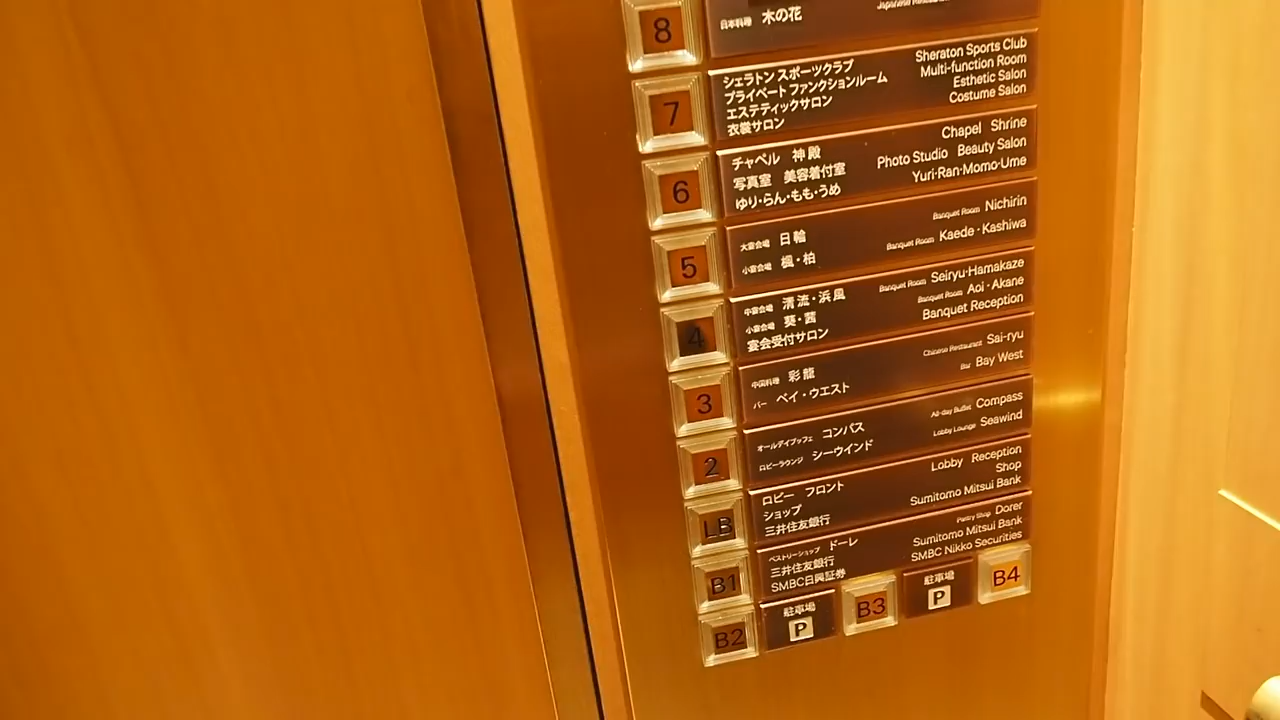 8
日本料理 木の花
7
シェラトン スポーツクラブ Sheraton Sports Club
プライベート ファンクションルーム Multi-function Room
エステティックサロン Esthetic Salon
衣裳サロン Costume Salon
6
チャペル 神殿 Chapel Shrine
写真室 美容着付室 Photo Studio Beauty Salon
ゆり・らん・もも・うめ Yuri・Ran・Momo・Ume
5
大宴会場 日輪 Banquet Room Nichirin
小宴会場 楓・柏 Banquet Room Kaede・Kashiwa
4
中宴会場 清流・浜風 Banquet Room Seiryu・Hamakaze
小宴会場 葵・茜 Banquet Room Aoi・Akane
宴会受付サロン Banquet Reception
3
中国料理 彩龍 Chinese Restaurant Sai-ryu
バー ベイ・ウエスト Bar Bay West
2
オールデイブッフェ コンパス All-day Buffet Compass
ロビーラウンジ シーウインド Lobby Lounge Seawind
LB
ロビー フロント Lobby Reception
ショップ Shop
三井住友銀行 Sumitomo Mitsui Bank
B1
ペストリーショップ ドーレ Pastry Shop Dorer
三井住友銀行 Sumitomo Mitsui Bank
SMBC日興証券 SMBC Nikko Securities
B2 駐車場 P B3 駐車場 P B4